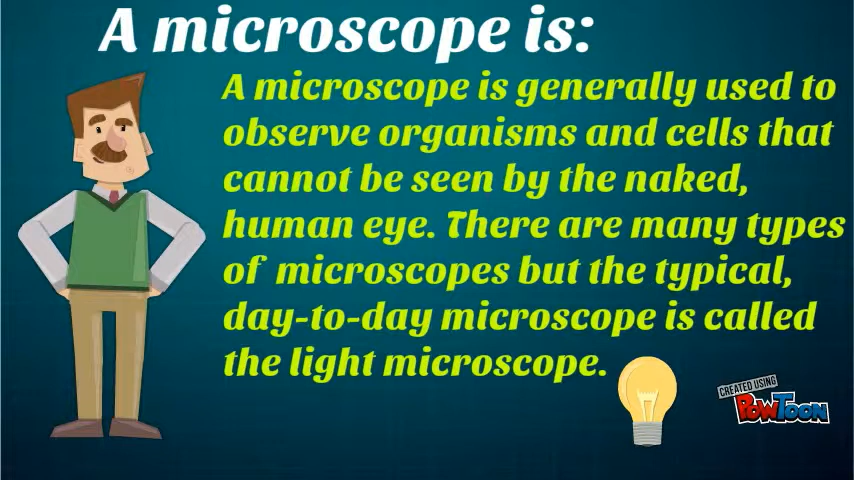 A microscope is:
A microscope is generally used to
observe organisms and cells that
cannot be seen by the naked,
human eye. There are many types
of microscopes but the typical,
day-to-day microscope is called
the light microscope.
CREATED USING
POWTOON